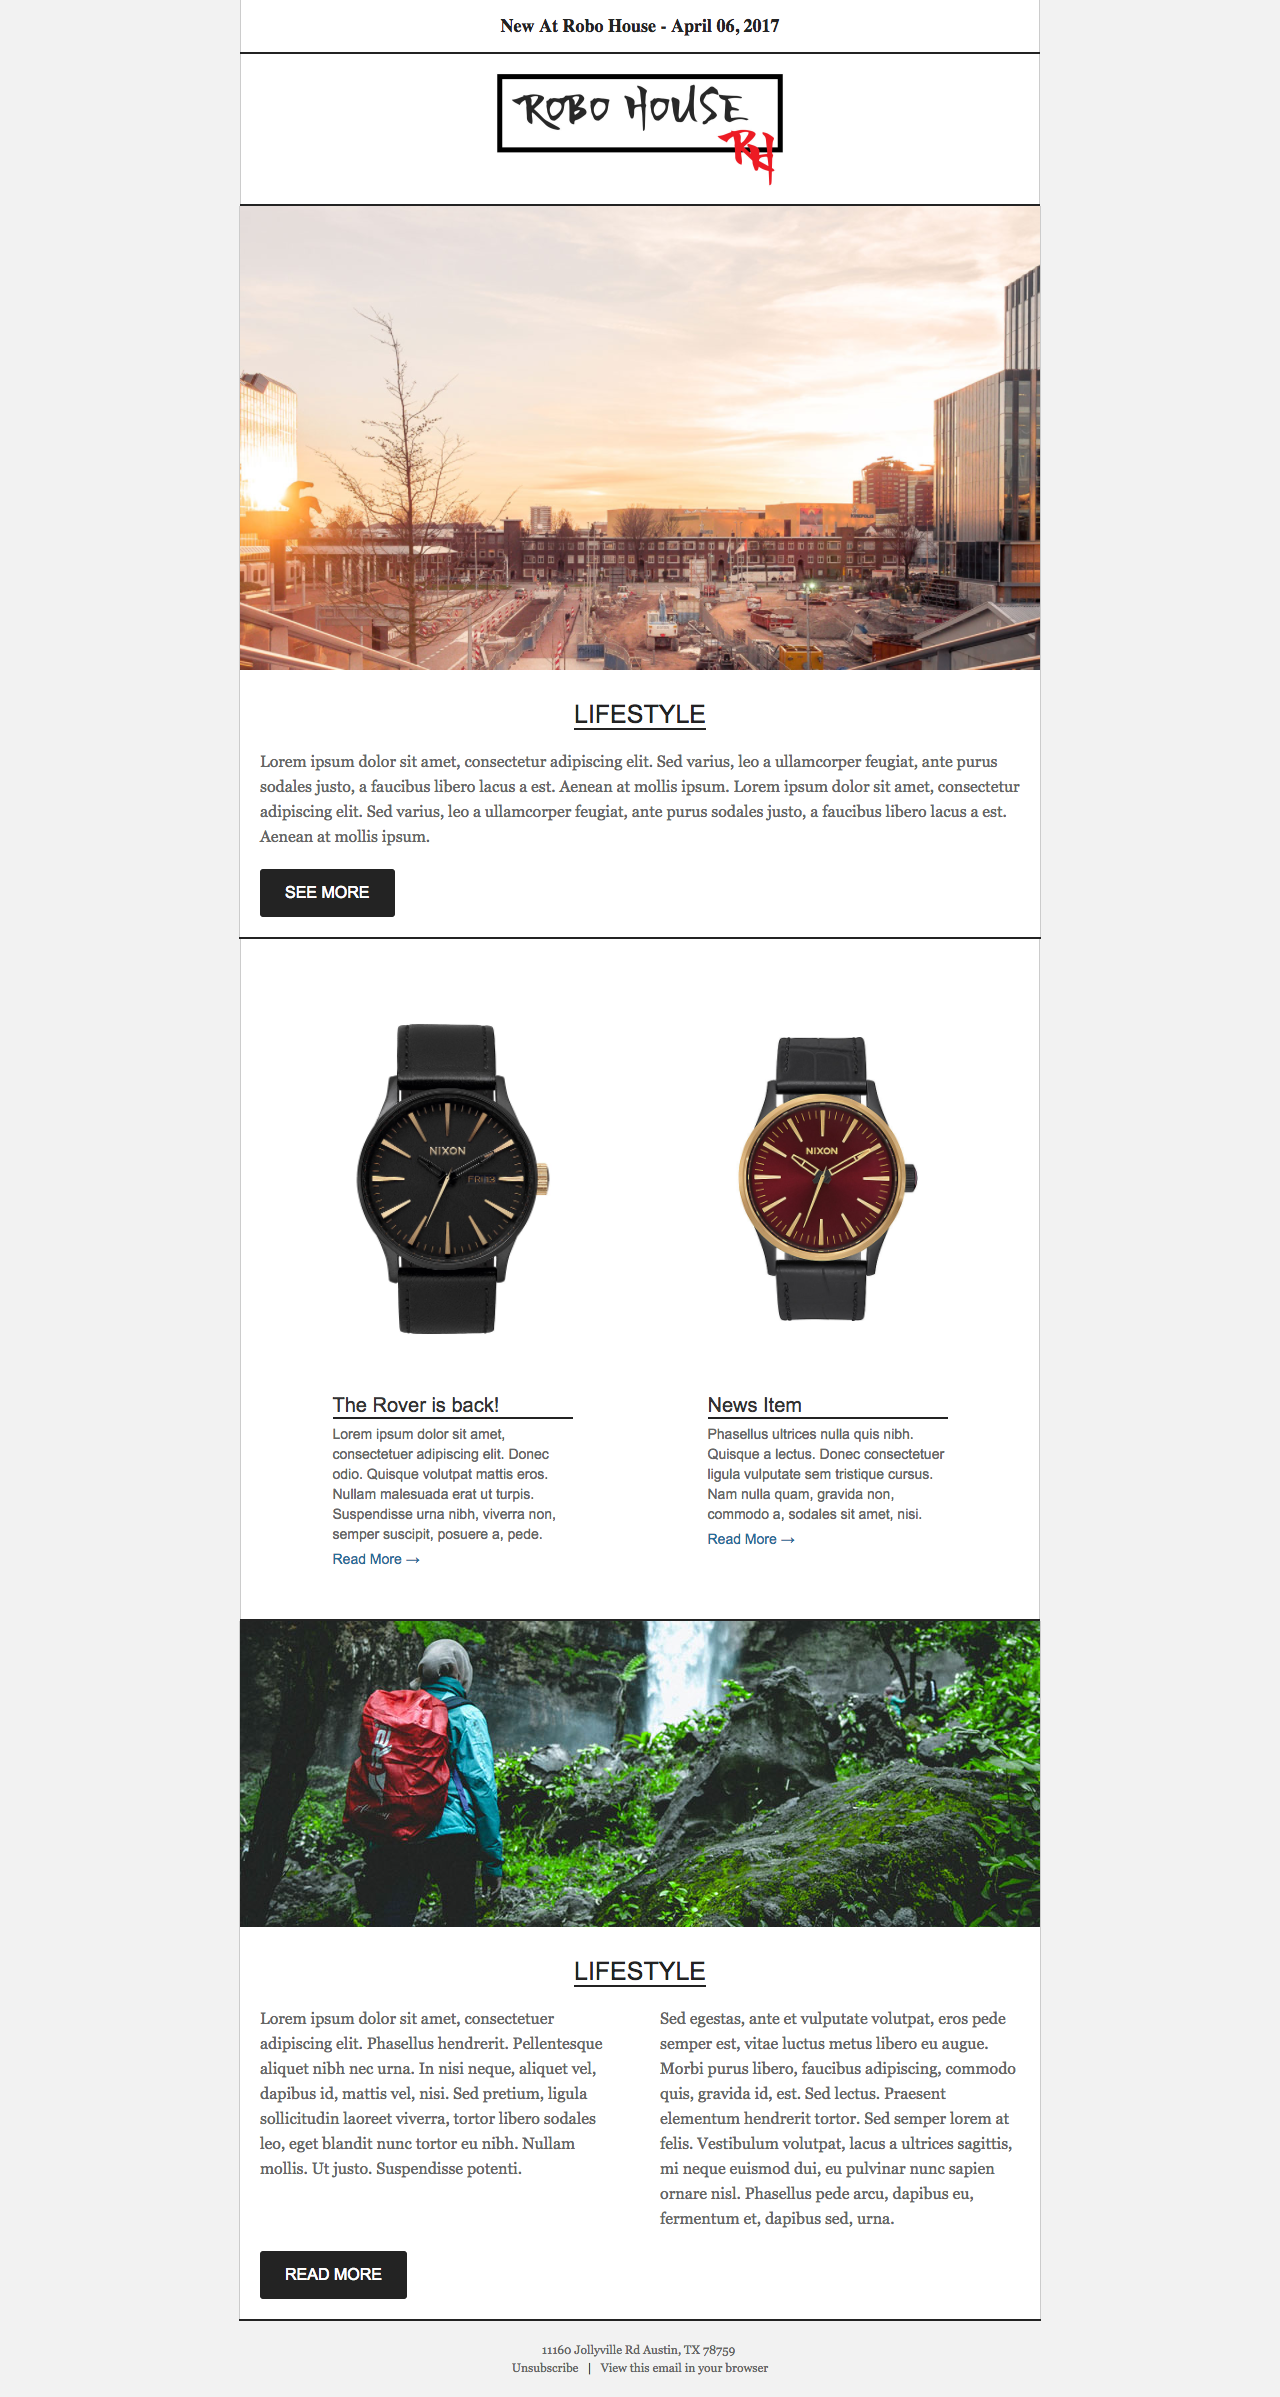 New At Robo House - April 06, 2017
ROBO HOUSE
RH
LIFESTYLE
Lorem ipsum dolor sit amet, consectetur adipiscing elit. Sed varius, leo a ullamcorper feugiat, ante purus
sodales justo, a faucibus libero lacus a est. Aenean at mollis ipsum. Lorem ipsum dolor sit amet, consectetur
adipiscing elit. Sed varius, leo a ullamcorper feugiat, ante purus sodales justo, a faucibus libero lacus a est.
Aenean at mollis ipsum.
SEE MORE
NIXON
NIXON
The Rover is back!
Lorem ipsum dolor sit amet,
consectetuer adipiscing elit. Donec
odio. Quisque volutpat mattis eros.
Nullam malesuada erat ut turpis.
Suspendisse urna nibh, viverra non,
semper suscipit, posuere a, pede.
Read More →
News Item
Phasellus ultrices nulla quis nibh.
Quisque a lectus. Donec consectetuer
ligula vulputate sem tristique cursus.
Nam nulla quam, gravida non,
commodo a, sodales sit amet, nisi.
Read More →
LIFESTYLE
Lorem ipsum dolor sit amet, consectetuer
adipiscing elit. Phasellus hendrerit. Pellentesque
aliquet nibh nec urna. In nisi neque, aliquet vel,
dapibus id, mattis vel, nisi. Sed pretium, ligula
sollicitudin laoreet viverra, tortor libero sodales
leo, eget blandit nunc tortor eu nibh. Nullam
mollis. Ut justo. Suspendisse potenti.
Sed egestas, ante et vulputate volutpat, eros pede
semper est, vitae luctus metus libero eu augue.
Morbi purus libero, faucibus adipiscing, commodo
quis, gravida id, est. Sed lectus. Praesent
elementum hendrerit tortor. Sed semper lorem at
felis. Vestibulum volutpat, lacus a ultrices sagittis,
mi neque euismod dui, eu pulvinar nunc sapien
ornare nisl. Phasellus pede arcu, dapibus eu,
fermentum et, dapibus sed, urna.
READ MORE
11160 Jollyville Rd Austin, TX 78759
Unsubscribe | View this email in your browser